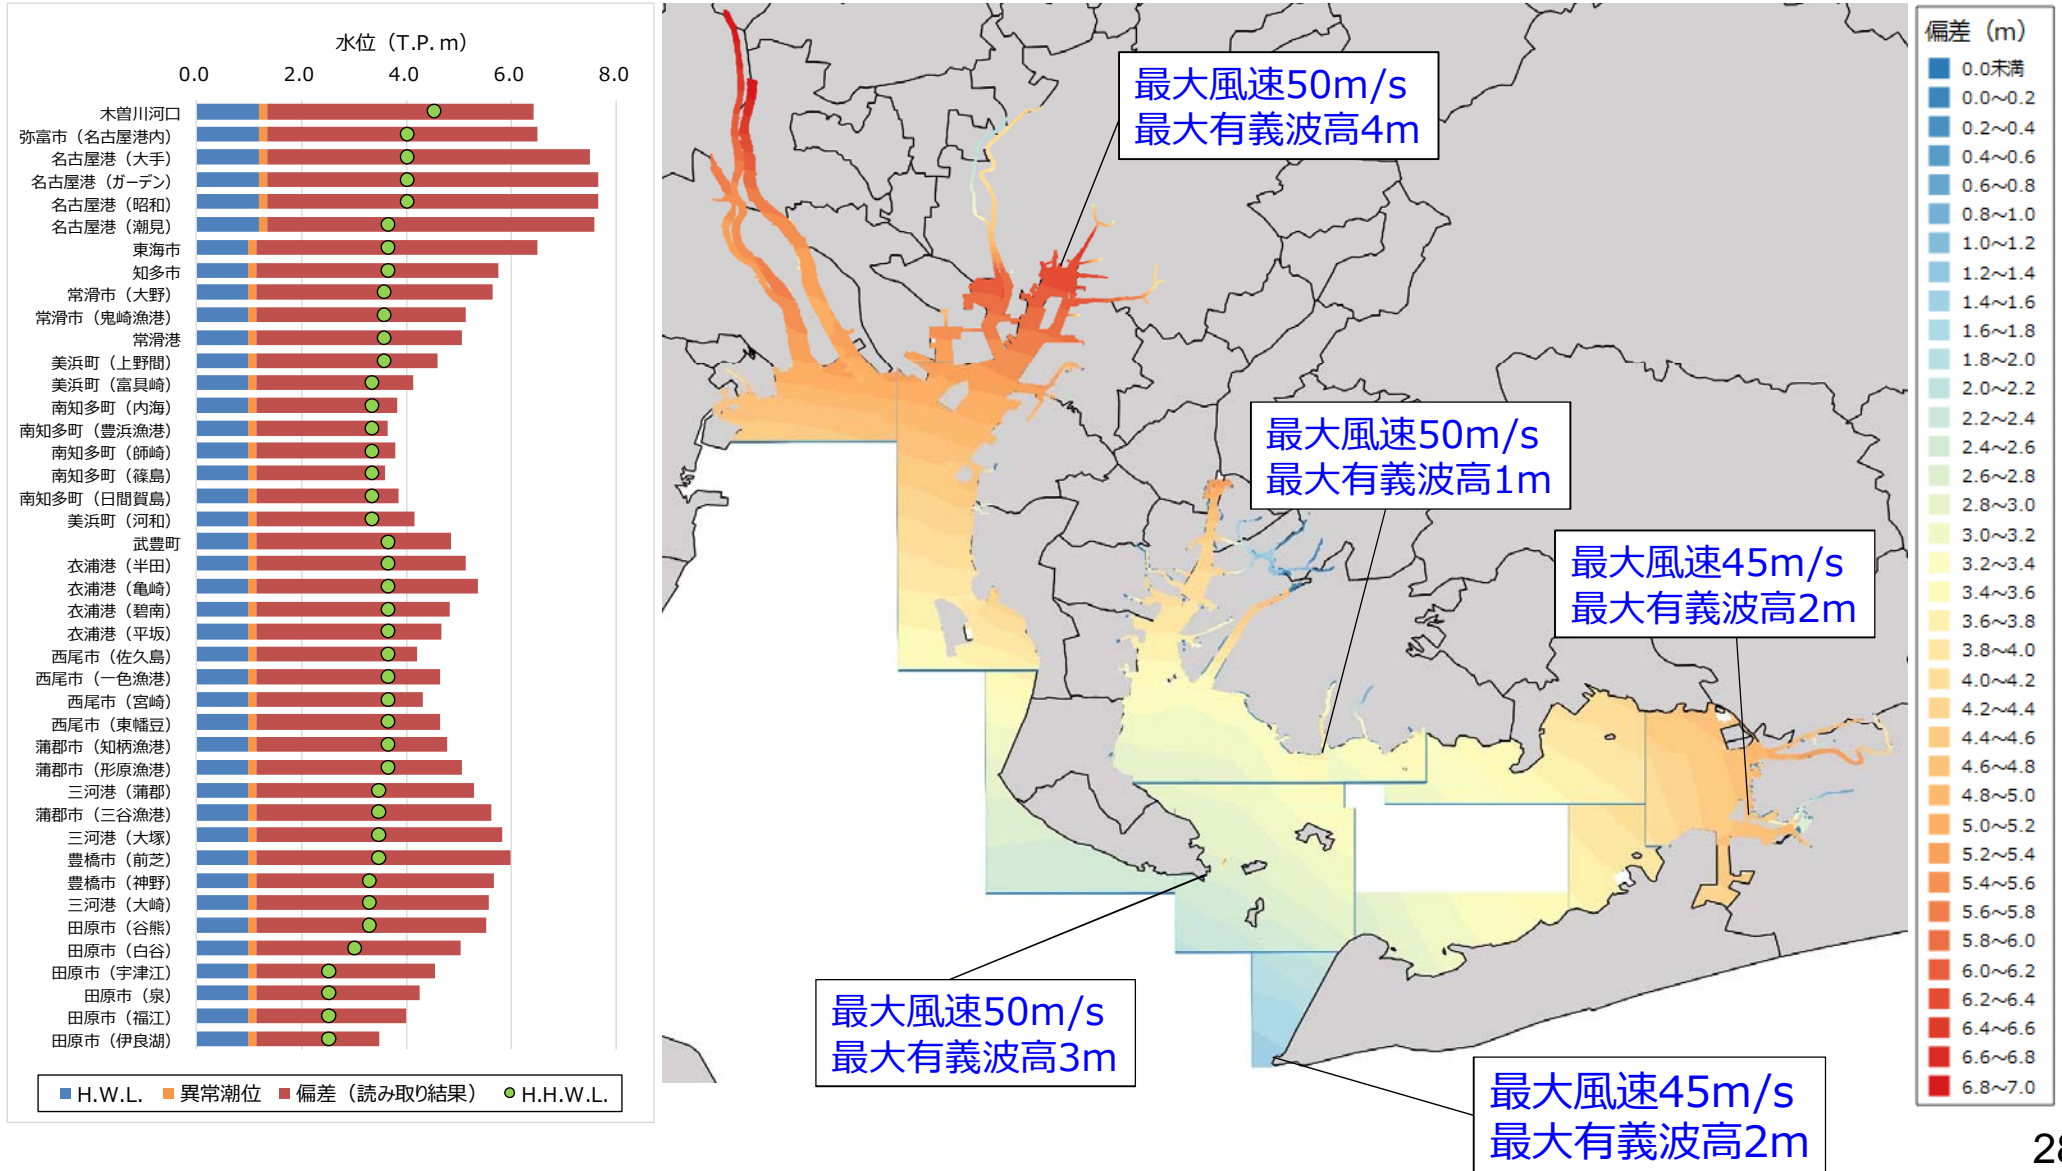 水位（T.P. m）
0.0 2.0 4.0 6.0 8.0
木曽川河口
弥富市（名古屋港内）
名古屋港（大手）
名古屋港（ガーデン）
名古屋港（昭和）
名古屋港（潮見）
東海市
知多市
常滑市（大野）
常滑市（鬼崎漁港）
常滑港
美浜町（上野間）
美浜町（富具崎）
南知多町（内海）
南知多町（豊浜漁港）
南知多町（師崎）
南知多町（篠島）
南知多町（日間賀島）
美浜町（河和）
武豊町
衣浦港（半田）
衣浦港（亀崎）
衣浦港（碧南）
衣浦港（平坂）
西尾市（佐久島）
西尾市（一色漁港）
西尾市（宮崎）
西尾市（東幡豆）
蒲郡市（知柄漁港）
蒲郡市（形原漁港）
三河港（蒲郡）
蒲郡市（三谷漁港）
三河港（大塚）
豊橋市（前芝）
豊橋市（神野）
三河港（大崎）
田原市（谷熊）
田原市（白谷）
田原市（宇津江）
田原市（泉）
田原市（福江）
田原市（伊良湖）
H.W.L. 異常潮位 偏差（読み取り結果） H.H.W.L.
最大風速50m/s
最大有義波高4m
最大風速50m/s
最大有義波高1m
最大風速45m/s
最大有義波高2m
最大風速50m/s
最大有義波高3m
最大風速45m/s
最大有義波高2m
偏差（m）
0.0未満
0.0～0.2
0.2～0.4
0.4～0.6
0.6～0.8
0.8～1.0
1.0～1.2
1.2～1.4
1.4～1.6
1.6～1.8
1.8～2.0
2.0～2.2
2.2～2.4
2.4～2.6
2.6～2.8
2.8～3.0
3.0～3.2
3.2～3.4
3.4～3.6
3.6～3.8
3.8～4.0
4.0～4.2
4.2～4.4
4.4～4.6
4.6～4.8
4.8～5.0
5.0～5.2
5.2～5.4
5.4～5.6
5.6～5.8
5.8～6.0
6.0～6.2
6.2～6.4
6.4～6.6
6.6～6.8
6.8～7.0
28